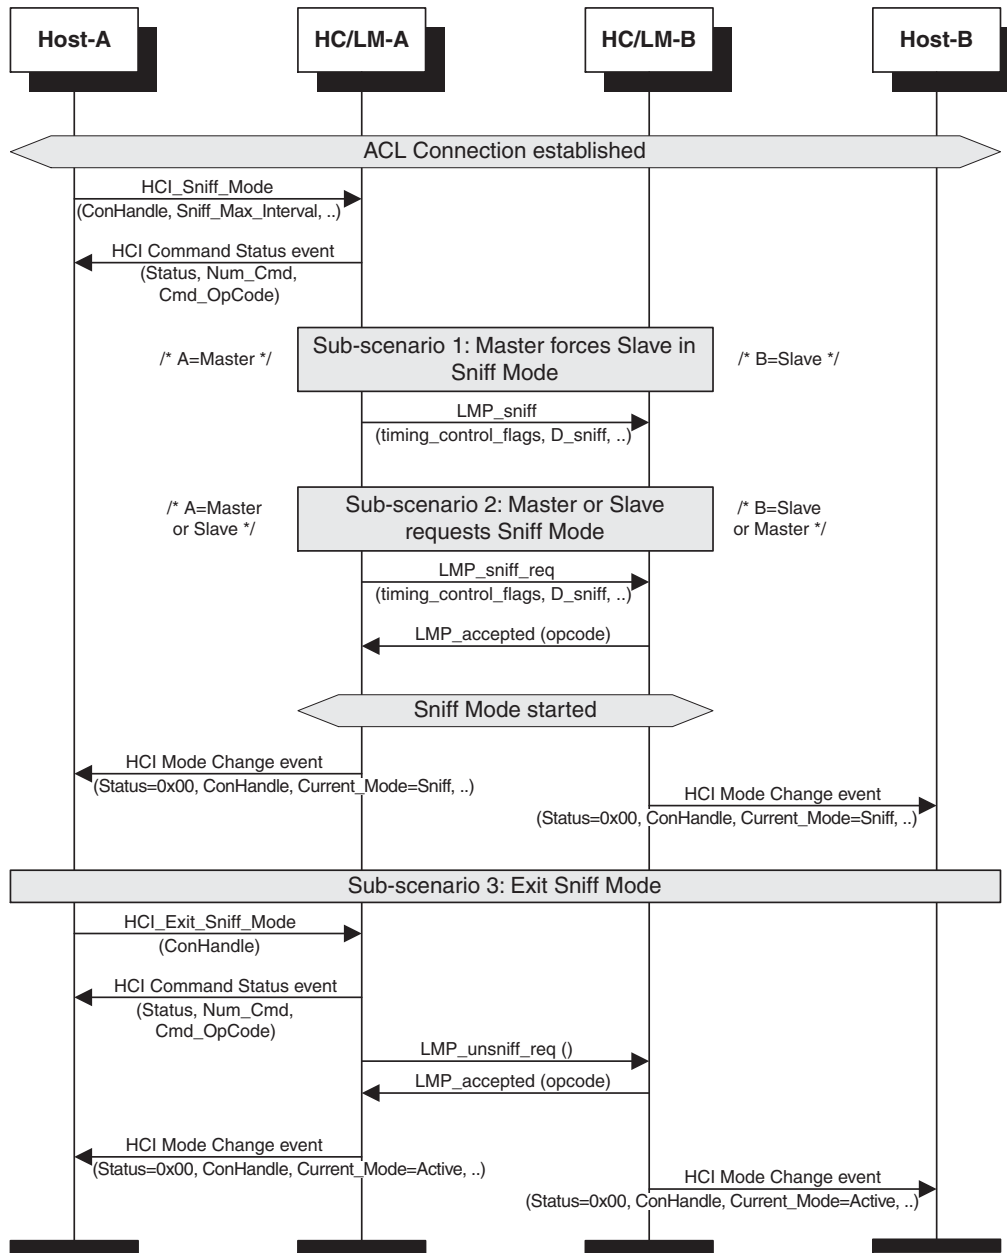 Host-A
HC/LM-A
HC/LM-B
Host-B
ACL Connection established
HCI_Sniff_Mode
(ConHandle, Sniff_Max_Interval, ..)
HCI Command Status event
(Status, Num_Cmd,
Cmd_OpCode)
/* A=Master */
Sub-scenario 1: Master forces Slave in
Sniff Mode
/* B=Slave */
LMP_sniff
(timing_control_flags, D_sniff, ..)
/* A=Master
or Slave */
Sub-scenario 2: Master or Slave
requests Sniff Mode
/* B=Slave
or Master */
LMP_sniff_req
(timing_control_flags, D_sniff, ..)
LMP_accepted (opcode)
Sniff Mode started
HCI Mode Change event
(Status=0x00, ConHandle, Current_Mode=Sniff, ..)
HCI Mode Change event
(Status=0x00, ConHandle, Current_Mode=Sniff, ..)
Sub-scenario 3: Exit Sniff Mode
HCI_Exit_Sniff_Mode
(ConHandle)
HCI Command Status event
(Status, Num_Cmd,
Cmd_OpCode)
LMP_unsniff_req ()
LMP_accepted (opcode)
HCI Mode Change event
(Status=0x00, ConHandle, Current_Mode=Active, ..)
HCI Mode Change event
(Status=0x00, ConHandle, Current_Mode=Active, ..)